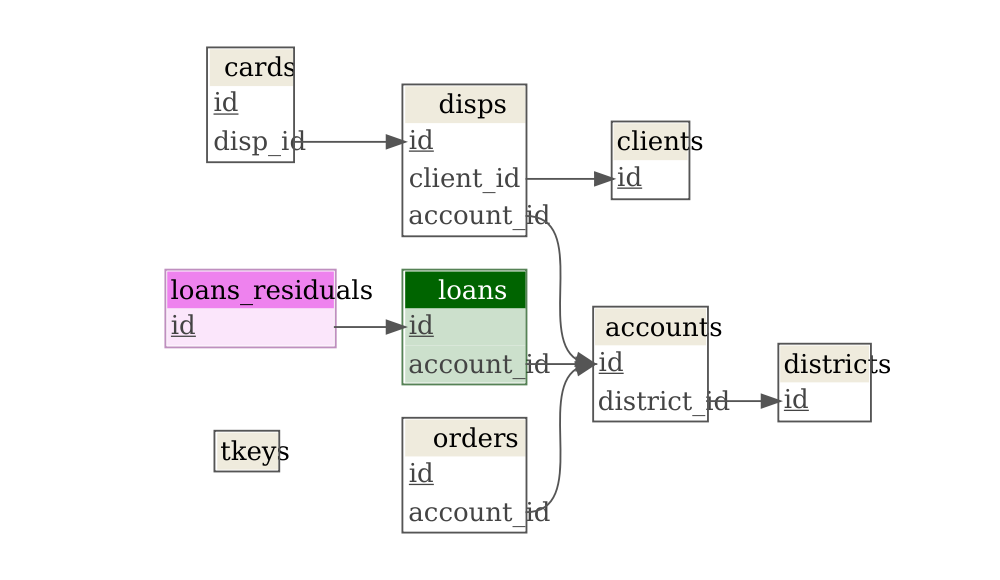 cards
id
disp_id
disps
id
client_id
account_id
clients
id
loans_residuals
id
loans
id
account_id
accounts
id
district_id
districts
id
tkeys
orders
id
account_id